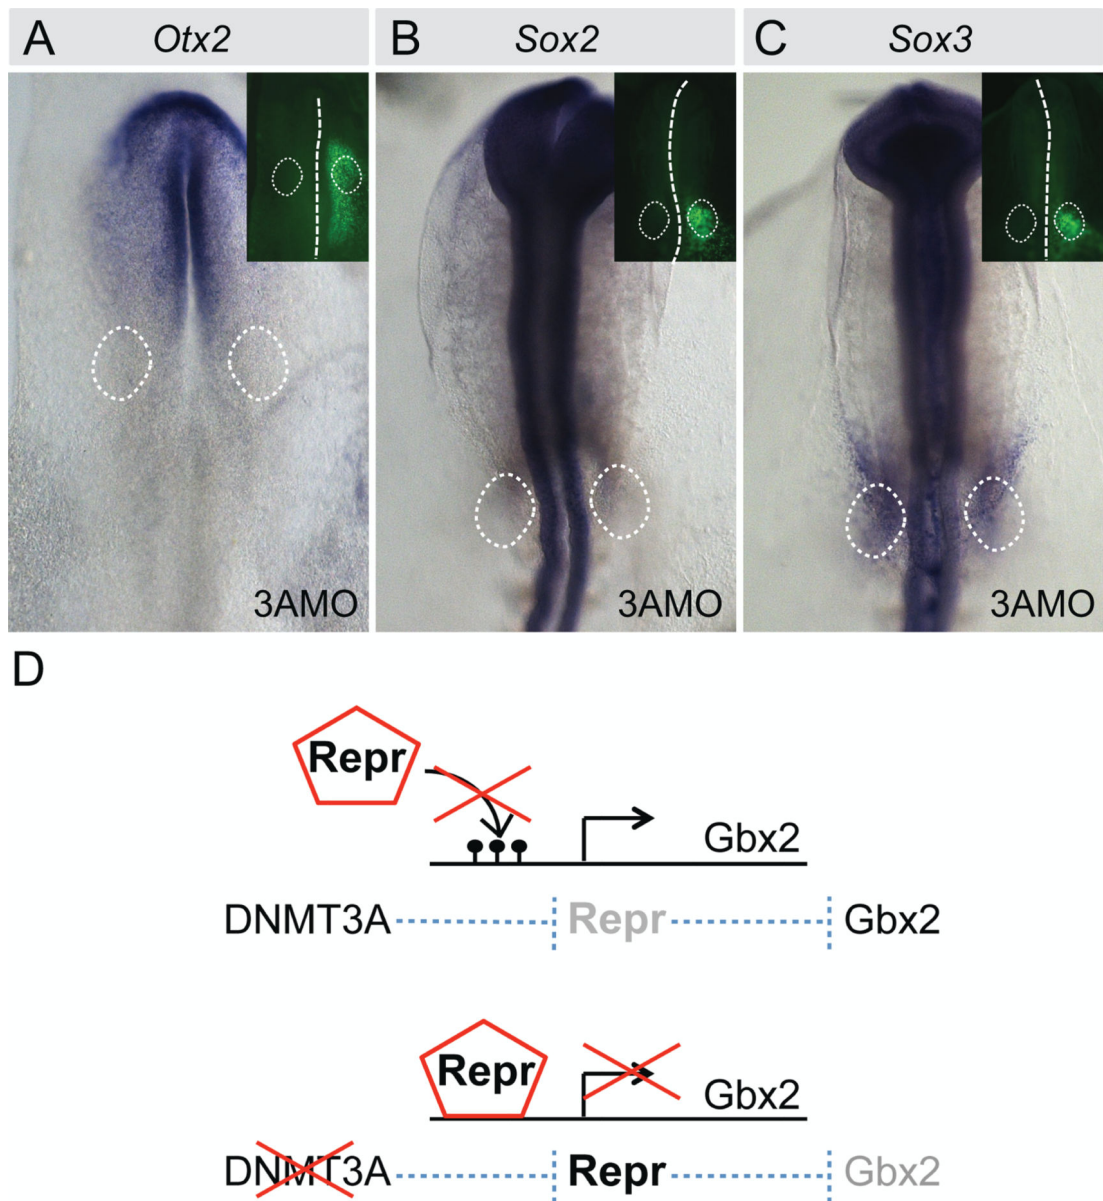 A Otx2
B Sox2
C Sox3
3AMO
3AMO
3AMO
D
Repr
Gbx2
DNMT3A Repr Gbx2
Repr
Gbx2
DNMT3A Repr Gbx2